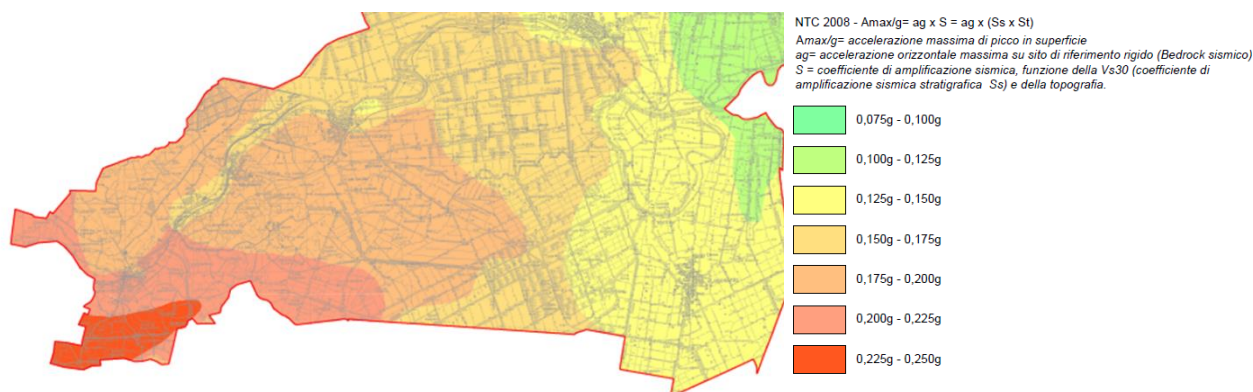 NTC 2008 - Amax/g= ag x S = ag x (Ss x St)
Amax/g= accelerazione massima di picco in superficie
ag= accelerazione orizzontale massima su sito di riferimento rigido (Bedrock sismico)
S = coefficiente di amplificazione sismica, funzione della Vs30 (coefficiente di
amplificazione sismica stratigrafica Ss) e della topografia.
0,075g - 0,100g
0,100g - 0,125g
0,125g - 0,150g
0,150g - 0,175g
0,175g - 0,200g
0,200g - 0,225g
0,225g - 0,250g